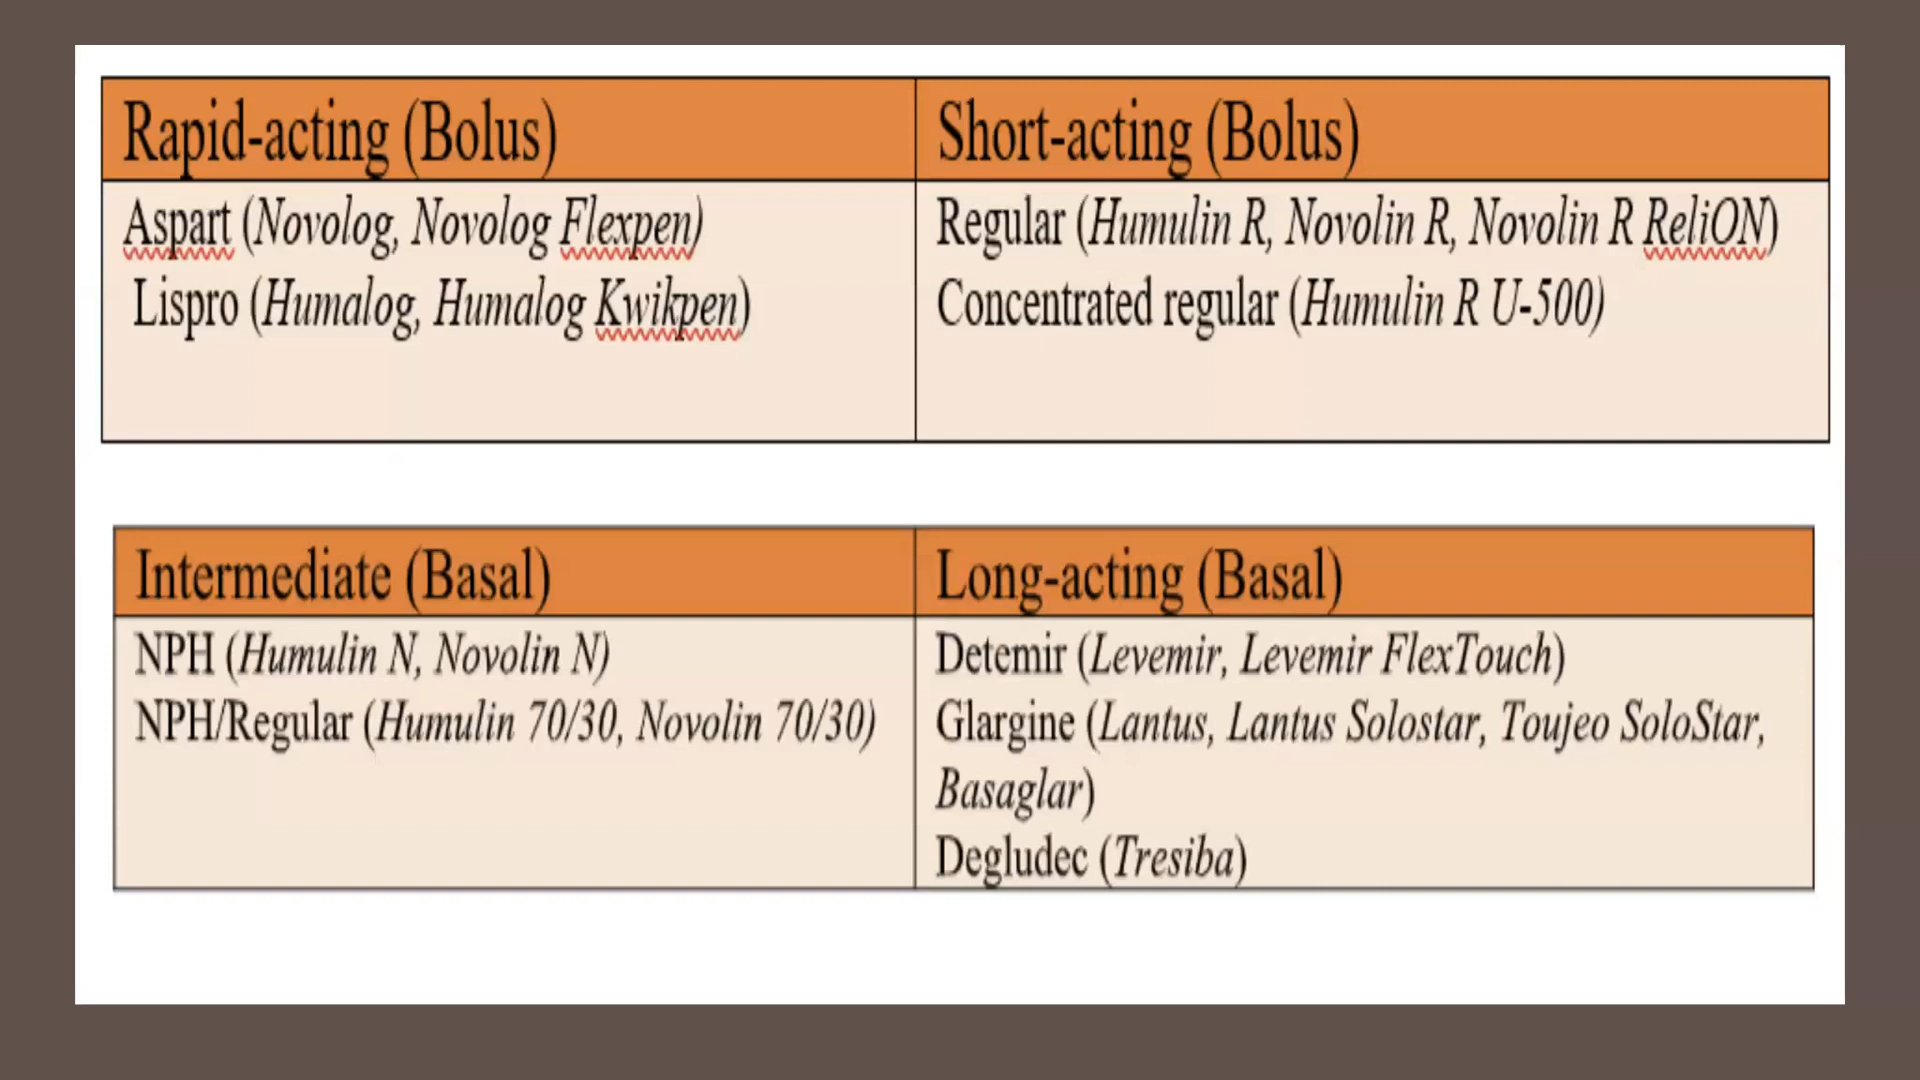 Rapid-acting (Bolus)
Short-acting (Bolus)
Aspart (Novolog, Novolog Flexpen)
Lispro (Humalog, Humalog Kwikpen)
Regular (Humulin R, Novolin R, Novolin R ReliON)
Concentrated regular (Humulin R U-500)
Intermediate (Basal)
Long-acting (Basal)
NPH (Humulin N, Novolin N)
NPH/Regular (Humulin 70/30, Novolin 70/30)
Detemir (Levemir, Levemir FlexTouch)
Glargine (Lantus, Lantus Solostar, Toujeo SoloStar,
Basaglar)
Degludec (Tresiba)